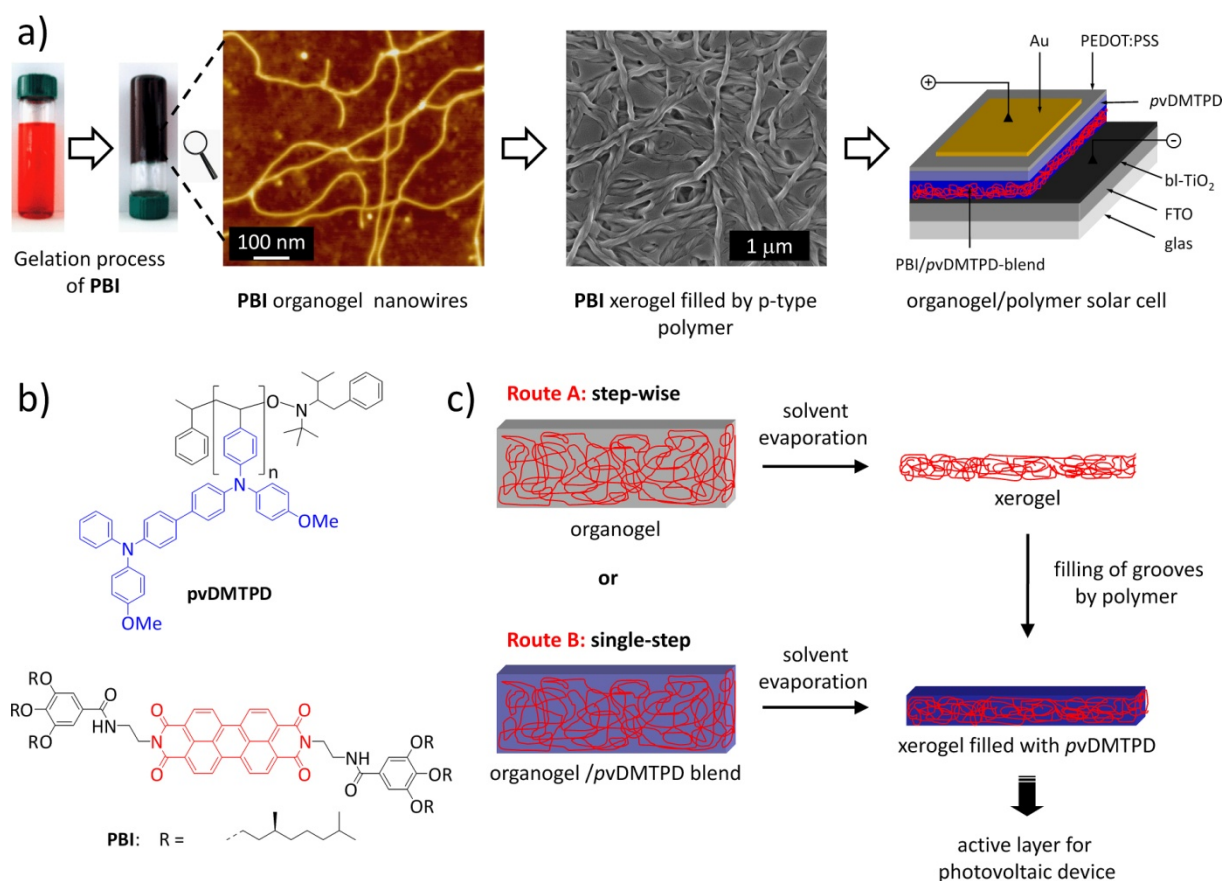 a)
Gelation process
of PBI
100 nm
PBI organogel nanowires
1 µm
PBI xerogel filled by p-type
polymer
Au
PEDOT:PSS
pvDMTPD
bl-TiO₂
FTO
glas
PBI/pvDMTPD-blend
organogel/polymer solar cell
b)
O
N
n
N
OMe
N
OMe
pvDMTPD
RO
RO
RO
O
N
H
O
N
O
O
N
O
NH
O
OR
OR
OR
PBI: R =
c)
Route A: step-wise
organogel
solvent
evaporation
xerogel
or
filling of grooves
by polymer
Route B: single-step
organogel /pvDMTPD blend
solvent
evaporation
xerogel filled with pvDMTPD
active layer for
photovoltaic device